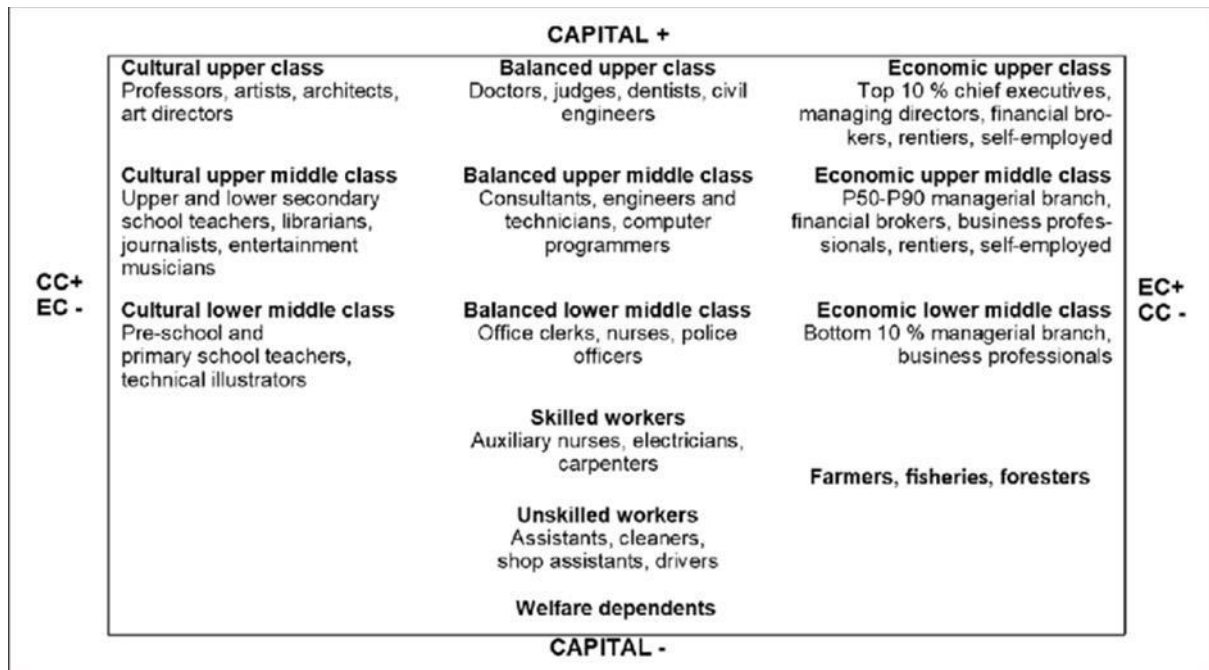 CAPITAL +
Cultural upper class
Professors, artists, architects,
art directors
Balanced upper class
Doctors, judges, dentists, civil
engineers
Economic upper class
Top 10 % chief executives,
managing directors, financial bro-
kers, rentiers, self-employed
Cultural upper middle class
Upper and lower secondary
school teachers, librarians,
journalists, entertainment
musicians
Balanced upper middle class
Consultants, engineers and
technicians, computer
programmers
Economic upper middle class
P50-P90 managerial branch,
financial brokers, business profes-
sionals, rentiers, self-employed
CC+
EC -
EC+
CC -
Cultural lower middle class
Pre-school and
primary school teachers,
technical illustrators
Balanced lower middle class
Office clerks, nurses, police
officers
Economic lower middle class
Bottom 10 % managerial branch,
business professionals
Skilled workers
Auxiliary nurses, electricians,
carpenters
Farmers, fisheries, foresters
Unskilled workers
Assistants, cleaners,
shop assistants, drivers
Welfare dependents
CAPITAL -